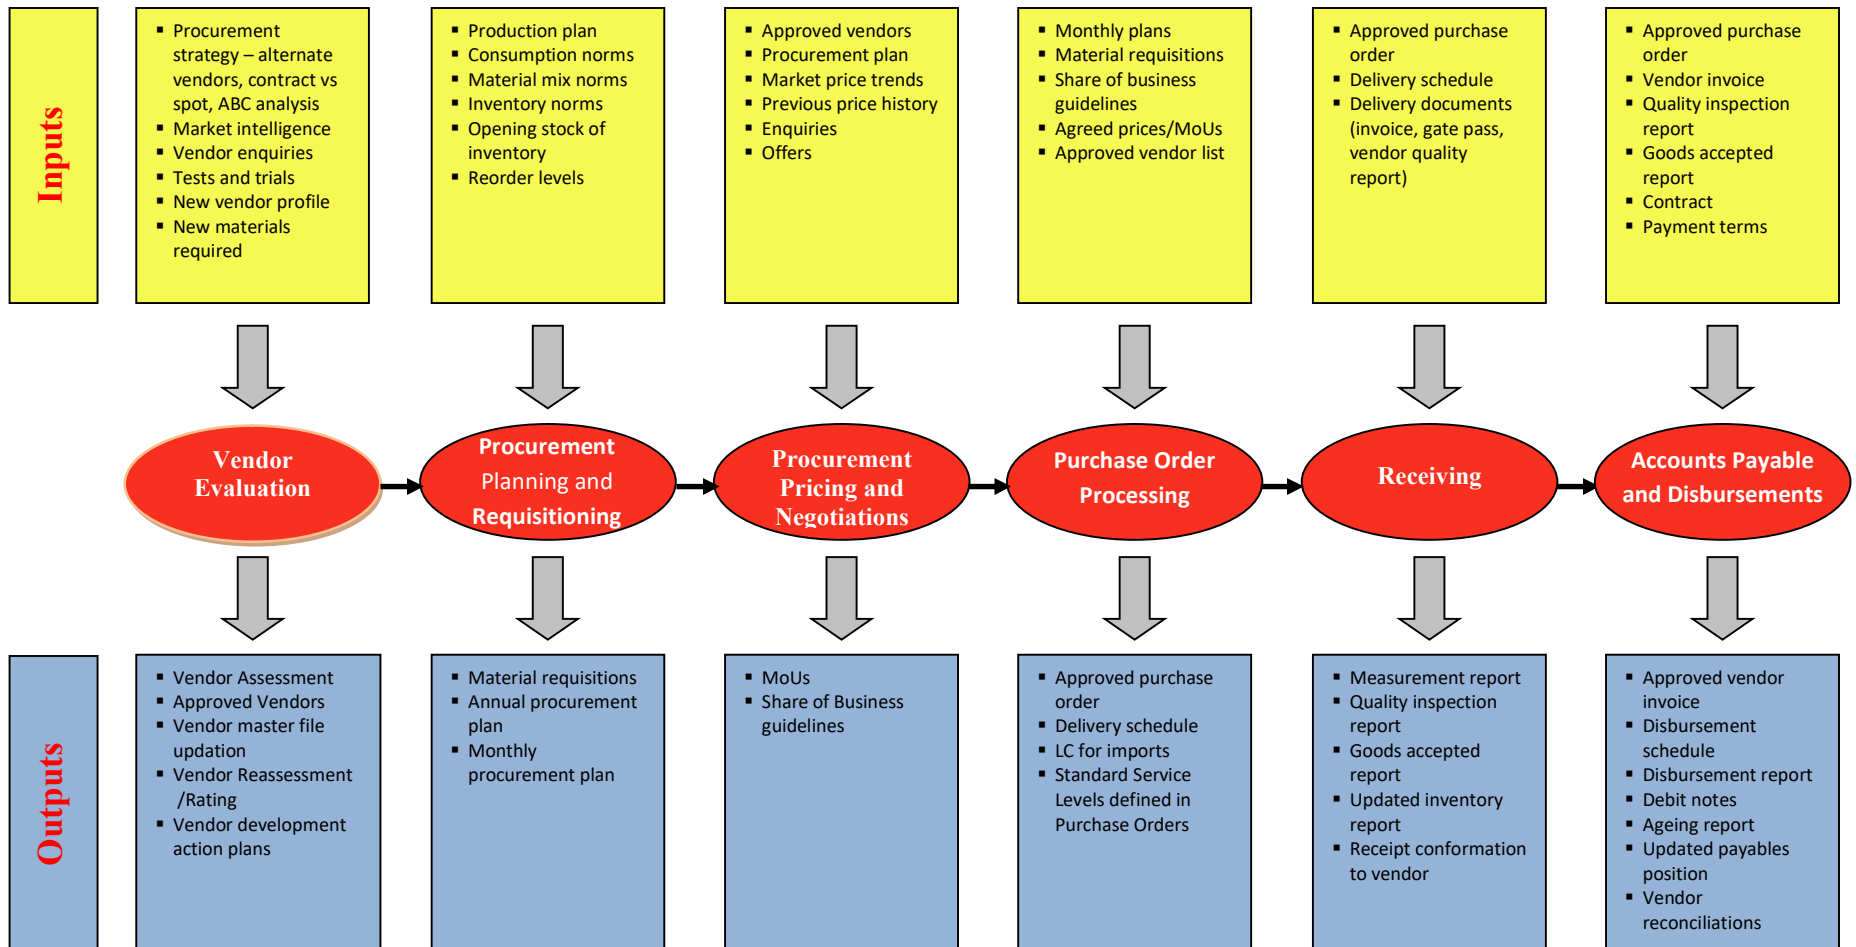 Inputs
▪ Procurement
strategy – alternate
vendors, contract vs
spot, ABC analysis
▪ Market intelligence
▪ Vendor enquiries
▪ Tests and trials
▪ New vendor profile
▪ New materials
required
▪ Production plan
▪ Consumption norms
▪ Material mix norms
▪ Inventory norms
▪ Opening stock of
inventory
▪ Reorder levels
▪ Approved vendors
▪ Procurement plan
▪ Market price trends
▪ Previous price history
▪ Enquiries
▪ Offers
▪ Monthly plans
▪ Material requisitions
▪ Share of business
guidelines
▪ Agreed prices/MoUs
▪ Approved vendor list
▪ Approved purchase
order
▪ Delivery schedule
▪ Delivery documents
(invoice, gate pass,
vendor quality
report)
▪ Approved purchase
order
▪ Vendor invoice
▪ Quality inspection
report
▪ Goods accepted
report
▪ Contract
▪ Payment terms
Vendor
Evaluation
Procurement
Planning and
Requisitioning
Procurement
Pricing and
Negotiations
Purchase Order
Processing
Receiving
Accounts Payable
and Disbursements
Outputs
▪ Vendor Assessment
▪ Approved Vendors
▪ Vendor master file
updation
▪ Vendor Reassessment
/Rating
▪ Vendor development
action plans
▪ Material requisitions
▪ Annual procurement
plan
▪ Monthly
procurement plan
▪ MoUs
▪ Share of Business
guidelines
▪ Approved purchase
order
▪ Delivery schedule
▪ LC for imports
▪ Standard Service
Levels defined in
Purchase Orders
▪ Measurement report
▪ Quality inspection
report
▪ Goods accepted
report
▪ Updated inventory
report
▪ Receipt conformation
to vendor
▪ Approved vendor
invoice
▪ Disbursement
schedule
▪ Disbursement report
▪ Debit notes
▪ Ageing report
▪ Updated payables
position
▪ Vendor
reconciliations